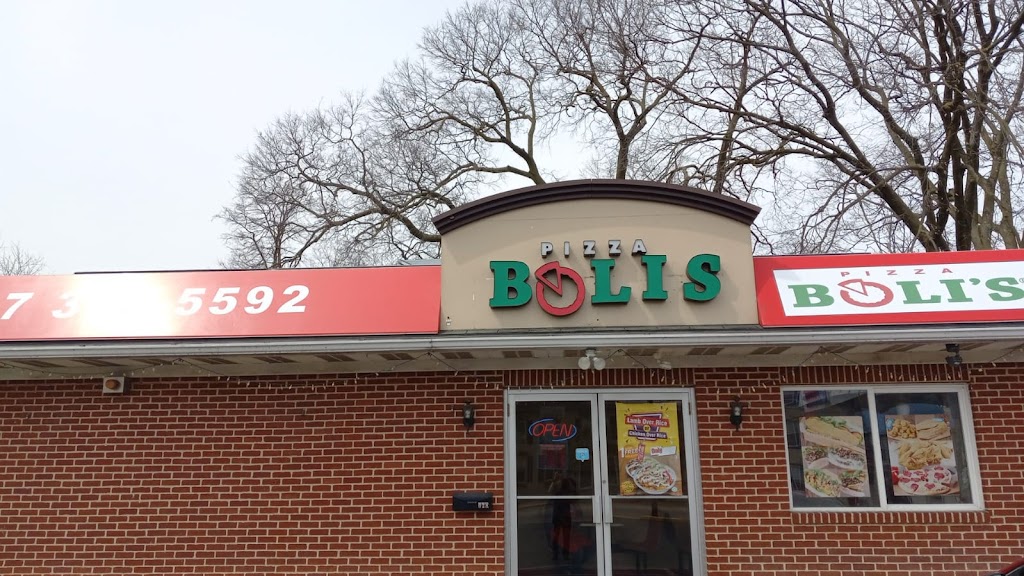 PIZZA
BOLIS
7 3 5592
PIZZA
BOLI'S
OPEN
Lamb Over Rice
Chicken Over Rice